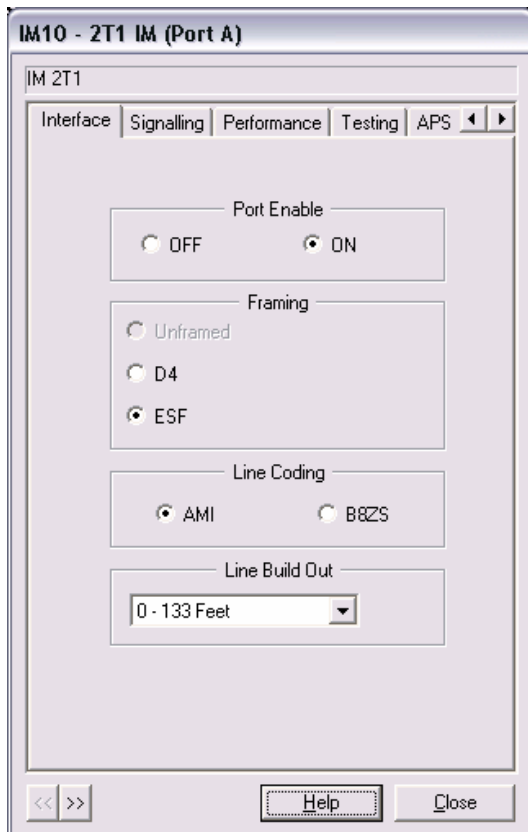 IM10 - 2T1 IM (Port A)
IM 2T1
Interface Signalling Performance Testing APS
Port Enable
OFF ON
Framing
Unframed
D4
ESF
Line Coding
AMI B8ZS
Line Build Out
0 - 133 Feet
<< >> Help Close